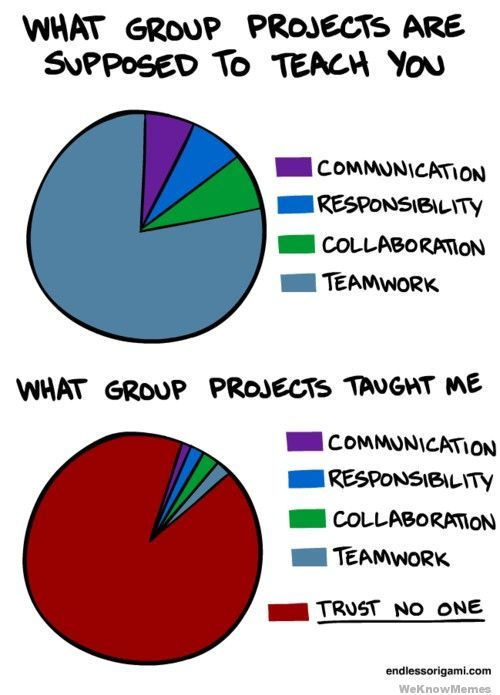 WHAT GROUP PROJECTS ARE
SUPPOSED TO TEACH YOU
COMMUNICATION
RESPONSIBILITY
COLLABORATION
TEAMWORK
WHAT GROUP PROJECTS TAUGHT ME
COMMUNICATION
RESPONSIBILITY
COLLABORATION
TEAMWORK
TRUST NO ONE
endlessorigami.com
WeKnowMemes